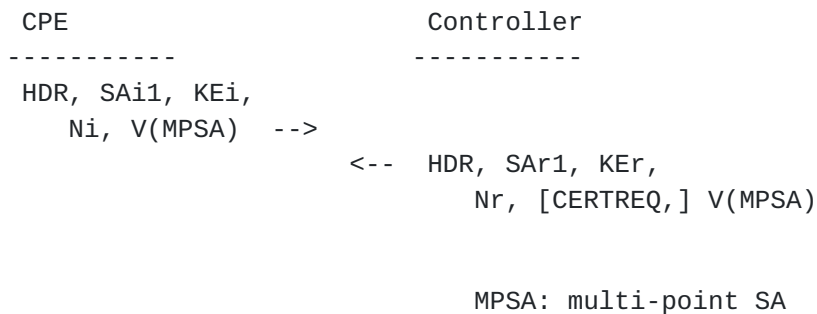 CPE Controller
----------- -----------
HDR, SAi1, KEi,
Ni, V(MPSA) -->
<-- HDR, SAr1, KEr,
Nr, [CERTREQ,] V(MPSA)
MPSA: multi-point SA